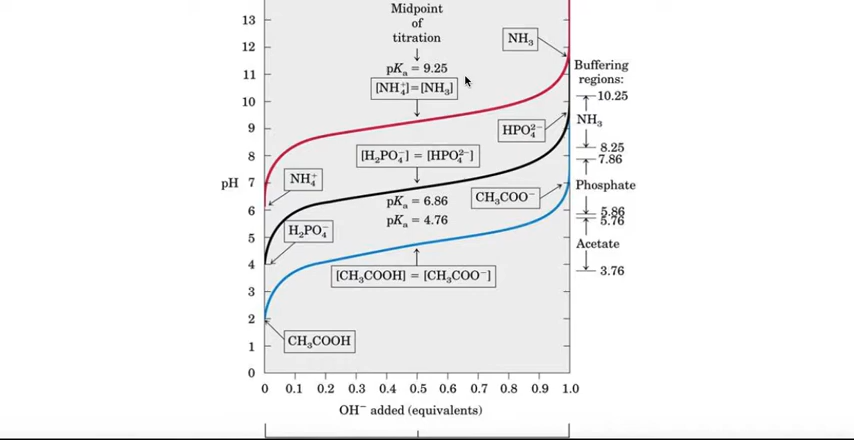 Midpoint
of
titration
pKa = 9.25
[NH4+]=[NH3]
NH3
[H2PO4−] = [HPO4 2−]
HPO4 2−
NH4+
pKa = 6.86
pKa = 4.76
CH3COO−
H2PO4−
[CH3COOH] = [CH3COO−]
CH3COOH
pH
13
12
11
10
9
8
7
6
5
4
3
2
1
0
0 0.1 0.2 0.3 0.4 0.5 0.6 0.7 0.8 0.9 1.0
OH− added (equivalents)
Buffering
regions:
10.25
NH3
8.25
7.86
Phosphate
5.86
5.76
Acetate
3.76